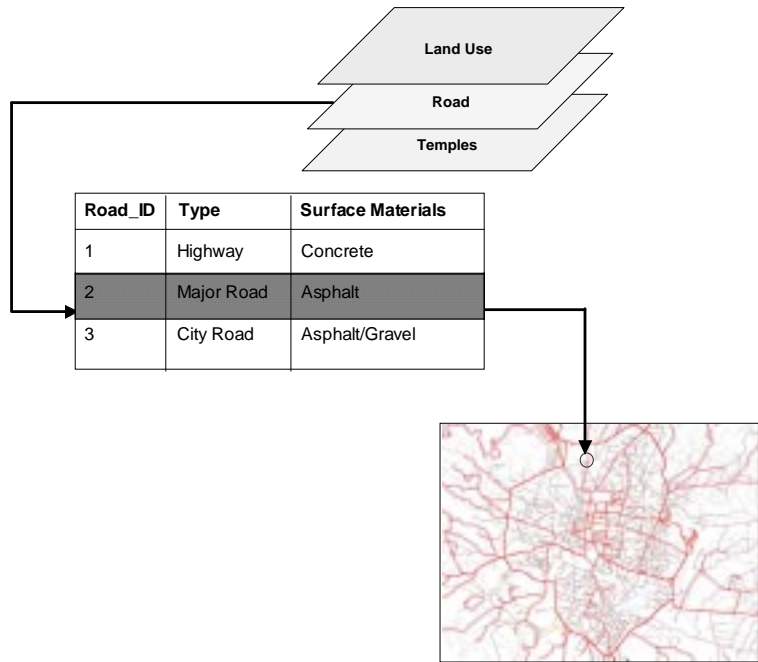 Land Use
Road
Temples
Road_ID Type Surface Materials
1 Highway Concrete
2 Major Road Asphalt
3 City Road Asphalt/Gravel